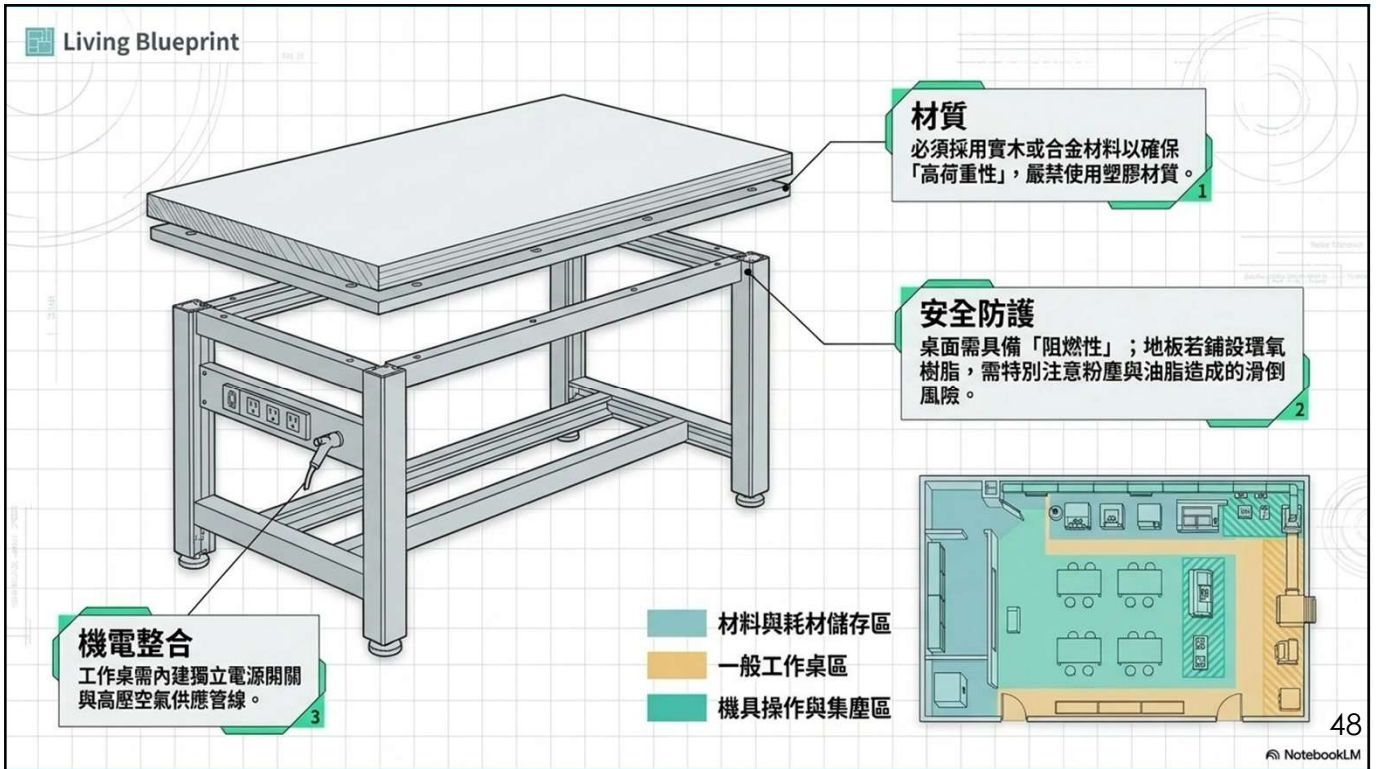 Living Blueprint
材質
必須採用實木或合金材料以確保
「高荷重性」，嚴禁使用塑膠材質。
1
安全防護
桌面需具備「阻燃性」；地板若鋪設環氧
樹脂，需特別注意粉塵與油脂造成的滑倒
風險。
2
機電整合
工作桌需內建獨立電源開關
與高壓空氣供應管線。
3
材料與耗材儲存區
一般工作桌區
機具操作與集塵區
48
NotebookLM